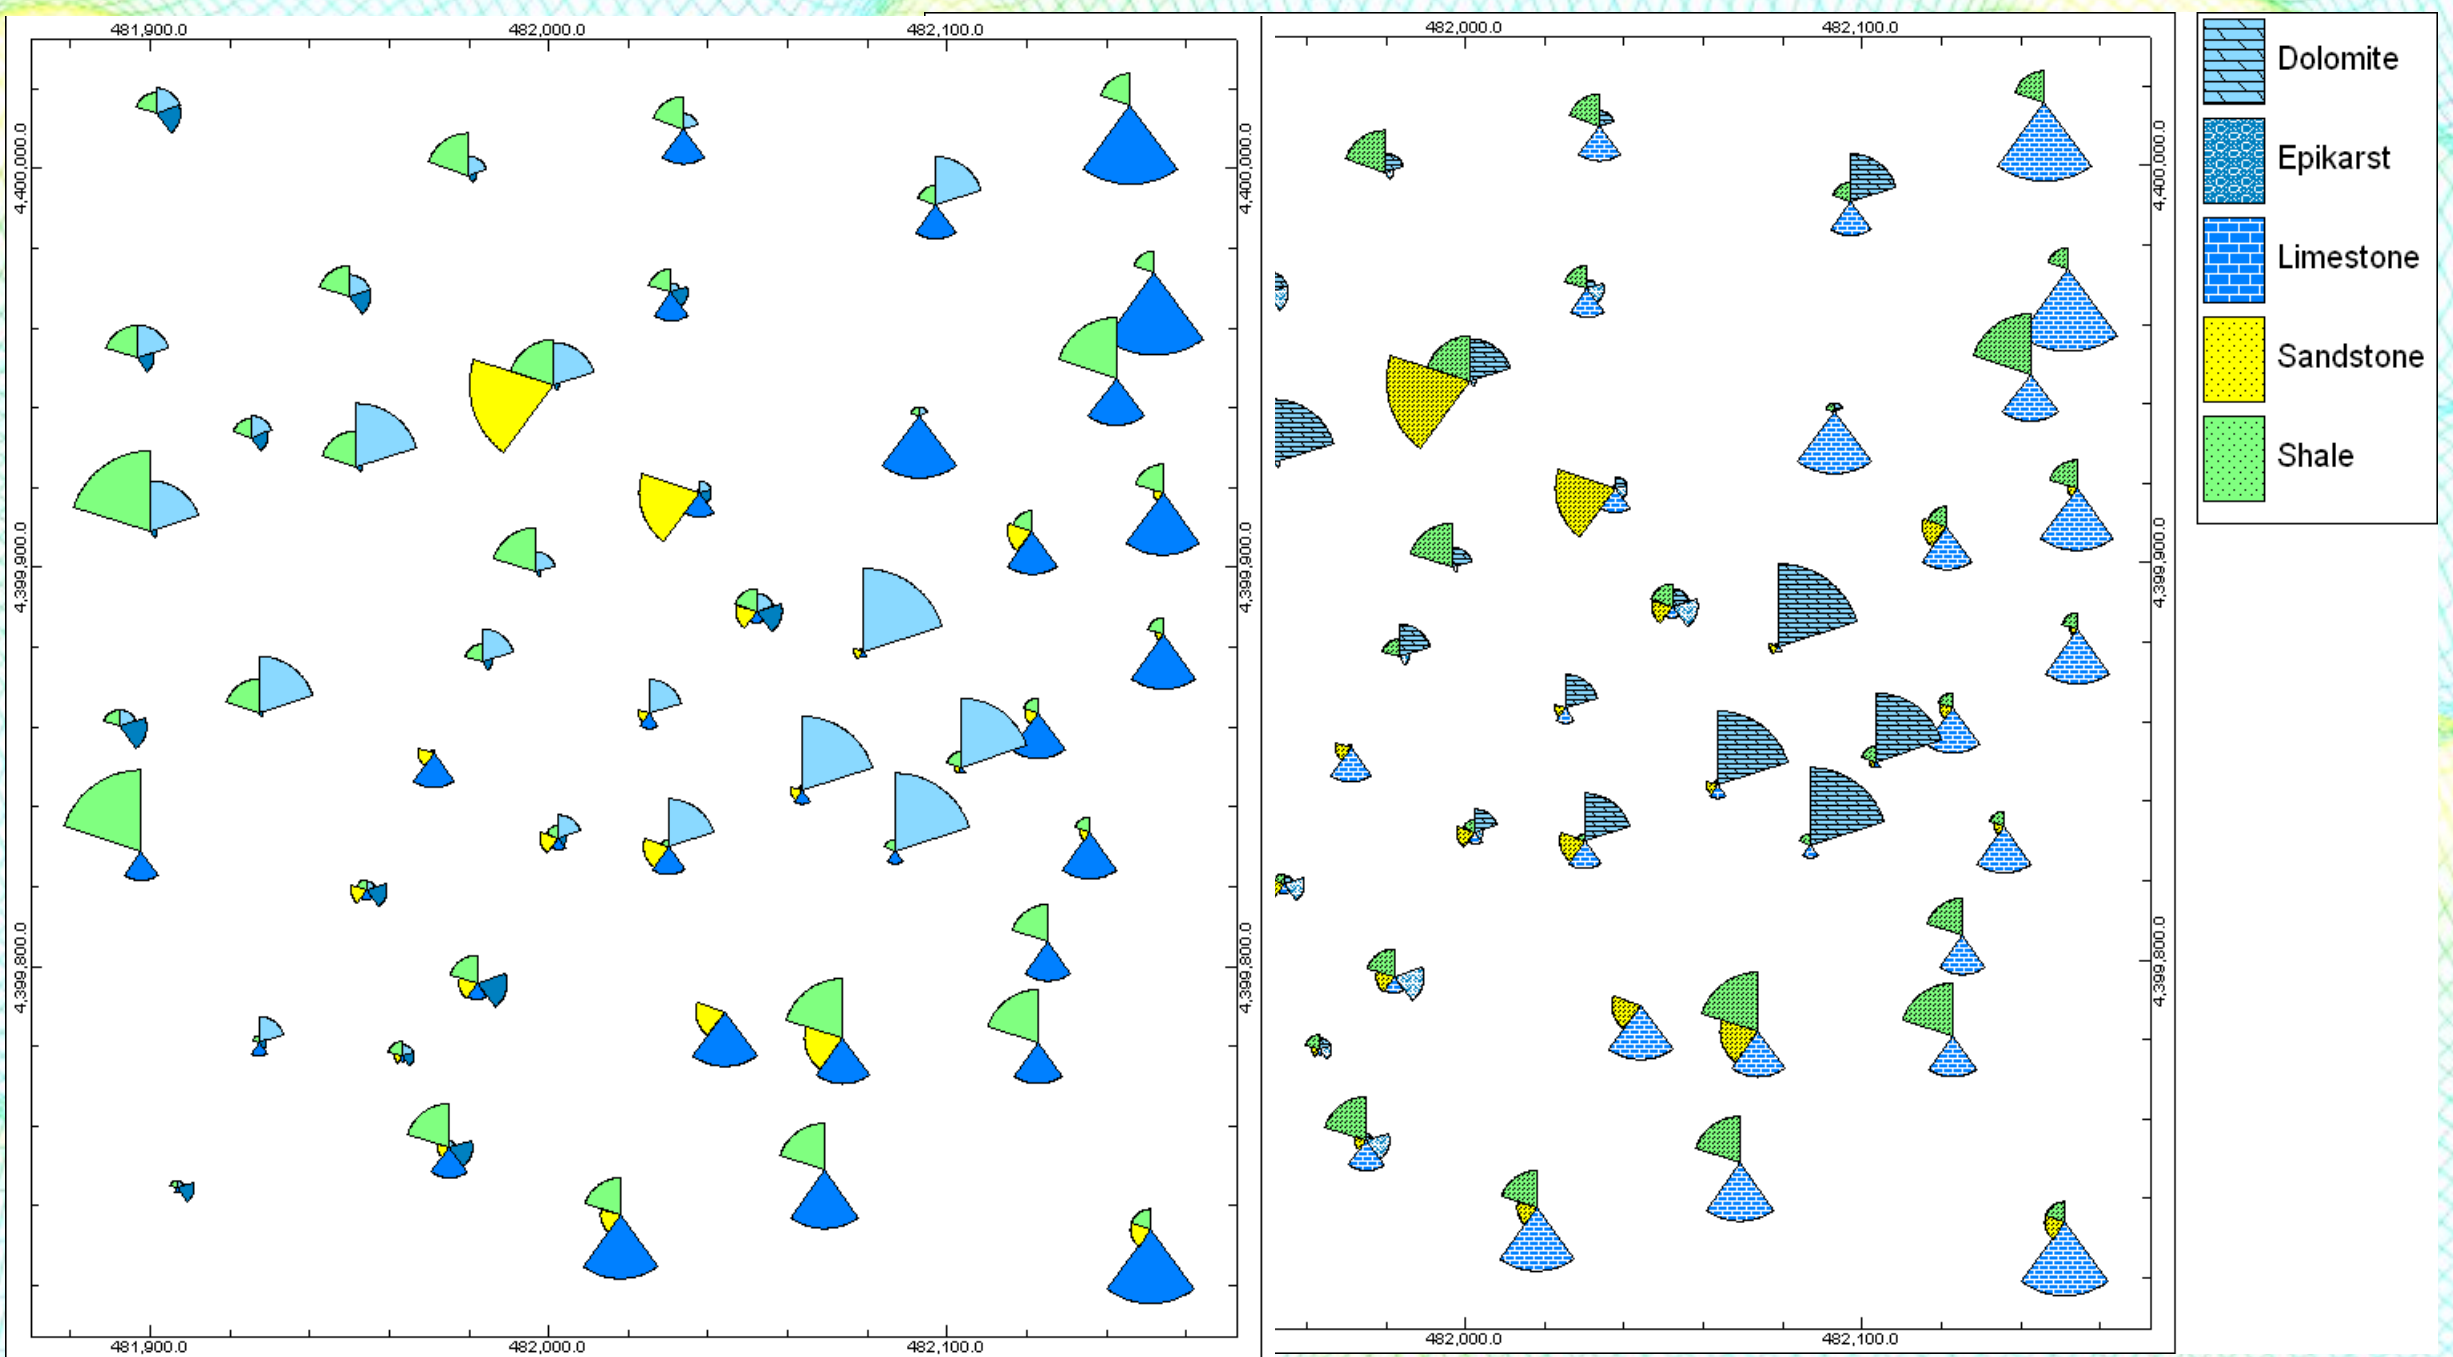 481,900.0 482,000.0 482,100.0
482,000.0 482,100.0
4,400,000.0 4,400,000.0 4,400,000.0
4,399,900.0 4,399,900.0 4,399,900.0
4,399,800.0 4,399,800.0 4,399,800.0
481,900.0 482,000.0 482,100.0
482,000.0 482,100.0
Dolomite
Epikarst
Limestone
Sandstone
Shale